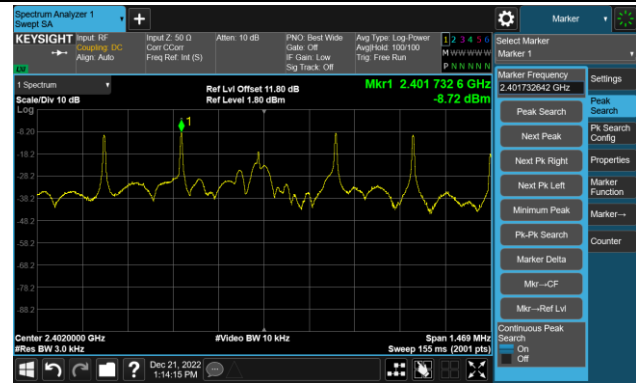 Spectrum Analyzer 1
Swept SA
Marker
KEYSIGHT
Input: RF
Coupling: DC
Align: Auto
Input Z: 50 Ω
Corr CCorr
Freq Ref: Int (S)
Atten: 10 dB
PNO: Best Wide
Gate: Off
IF Gain: Low
Sig Track: Off
Avg Type: Log-Power
Avg|Hold: 100/100
Trig: Free Run
1 2 3 4 5 6
M W W W W W
P N N N N N
LXI
Select Marker
Marker 1
1 Spectrum
Scale/Div 10 dB
Log
Ref Lvl Offset 11.80 dB
Ref Level 1.80 dBm
Mkr1 2.401 732 6 GHz
-8.72 dBm
1
-8.20
-18.2
-28.2
-38.2
-48.2
-58.2
-68.2
-78.2
-88.2
Center 2.4020000 GHz
#Res BW 3.0 kHz
#Video BW 10 kHz
Span 1.469 MHz
Sweep 155 ms (2001 pts)
Marker Frequency
2.401732642 GHz
Peak Search
Next Peak
Next Pk Right
Next Pk Left
Minimum Peak
Pk-Pk Search
Marker Delta
Mkr→CF
Mkr→Ref Lvl
Continuous Peak
Search
On
Off
Settings
Peak
Search
Pk Search
Config
Properties
Marker
Function
Marker→
Counter
?
Dec 21, 2022
1:14:15 PM